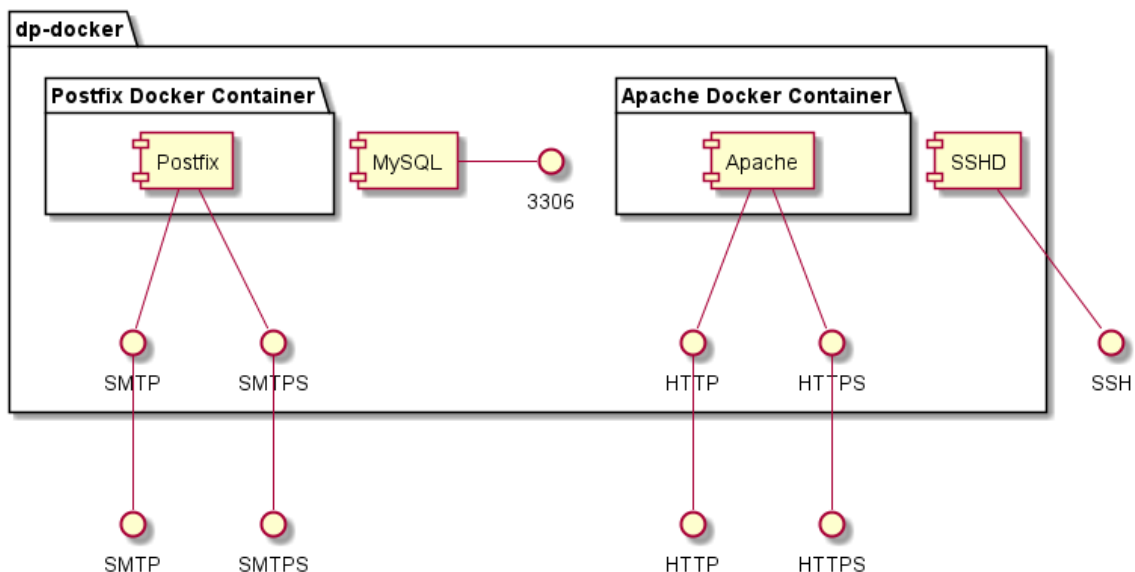 dp-docker
Postfix Docker Container
Apache Docker Container
Postfix
MySQL
3306
Apache
SSHD
SMTP
SMTPS
HTTP
HTTPS
SSH
SMTP
SMTPS
HTTP
HTTPS